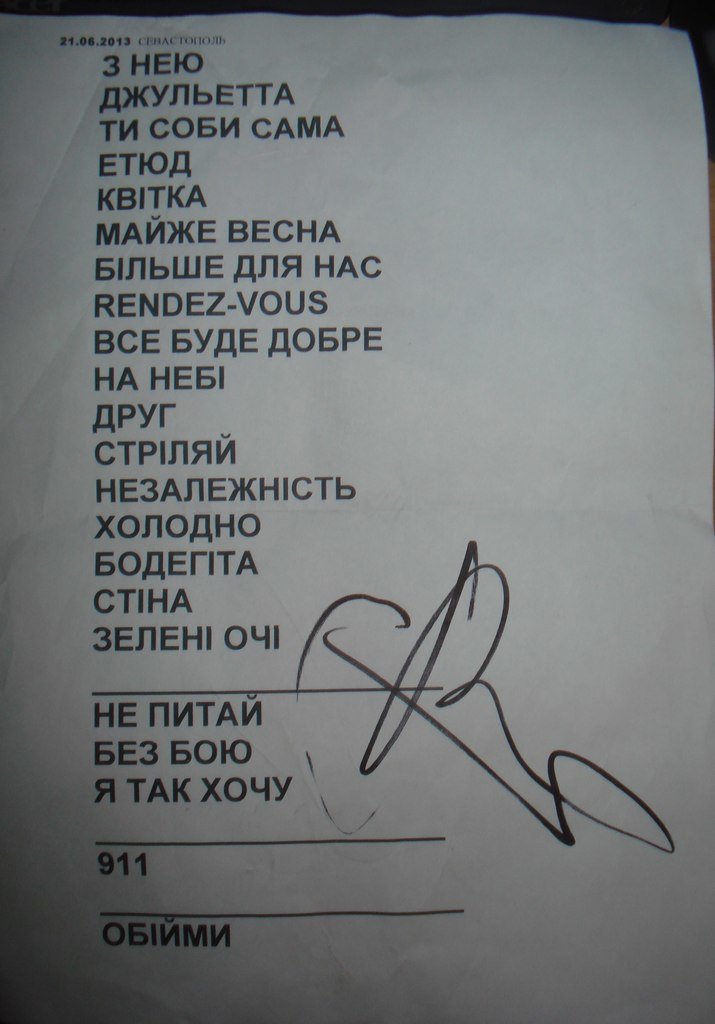 21.06.2013 СЕВАСТОПОЛЬ
З НЕЮ
ДЖУЛЬЕТТА
ТИ СОБИ САМА
ЕТЮД
КВІТКА
МАЙЖЕ ВЕСНА
БІЛЬШЕ ДЛЯ НАС
RENDEZ-VOUS
ВСЕ БУДЕ ДОБРЕ
НА НЕБІ
ДРУГ
СТРІЛЯЙ
НЕЗАЛЕЖНІСТЬ
ХОЛОДНО
БОДЕГІТА
СТІНА
ЗЕЛЕНІ ОЧІ
НЕ ПИТАЙ
БЕЗ БОЮ
Я ТАК ХОЧУ
911
ОБІЙМИ